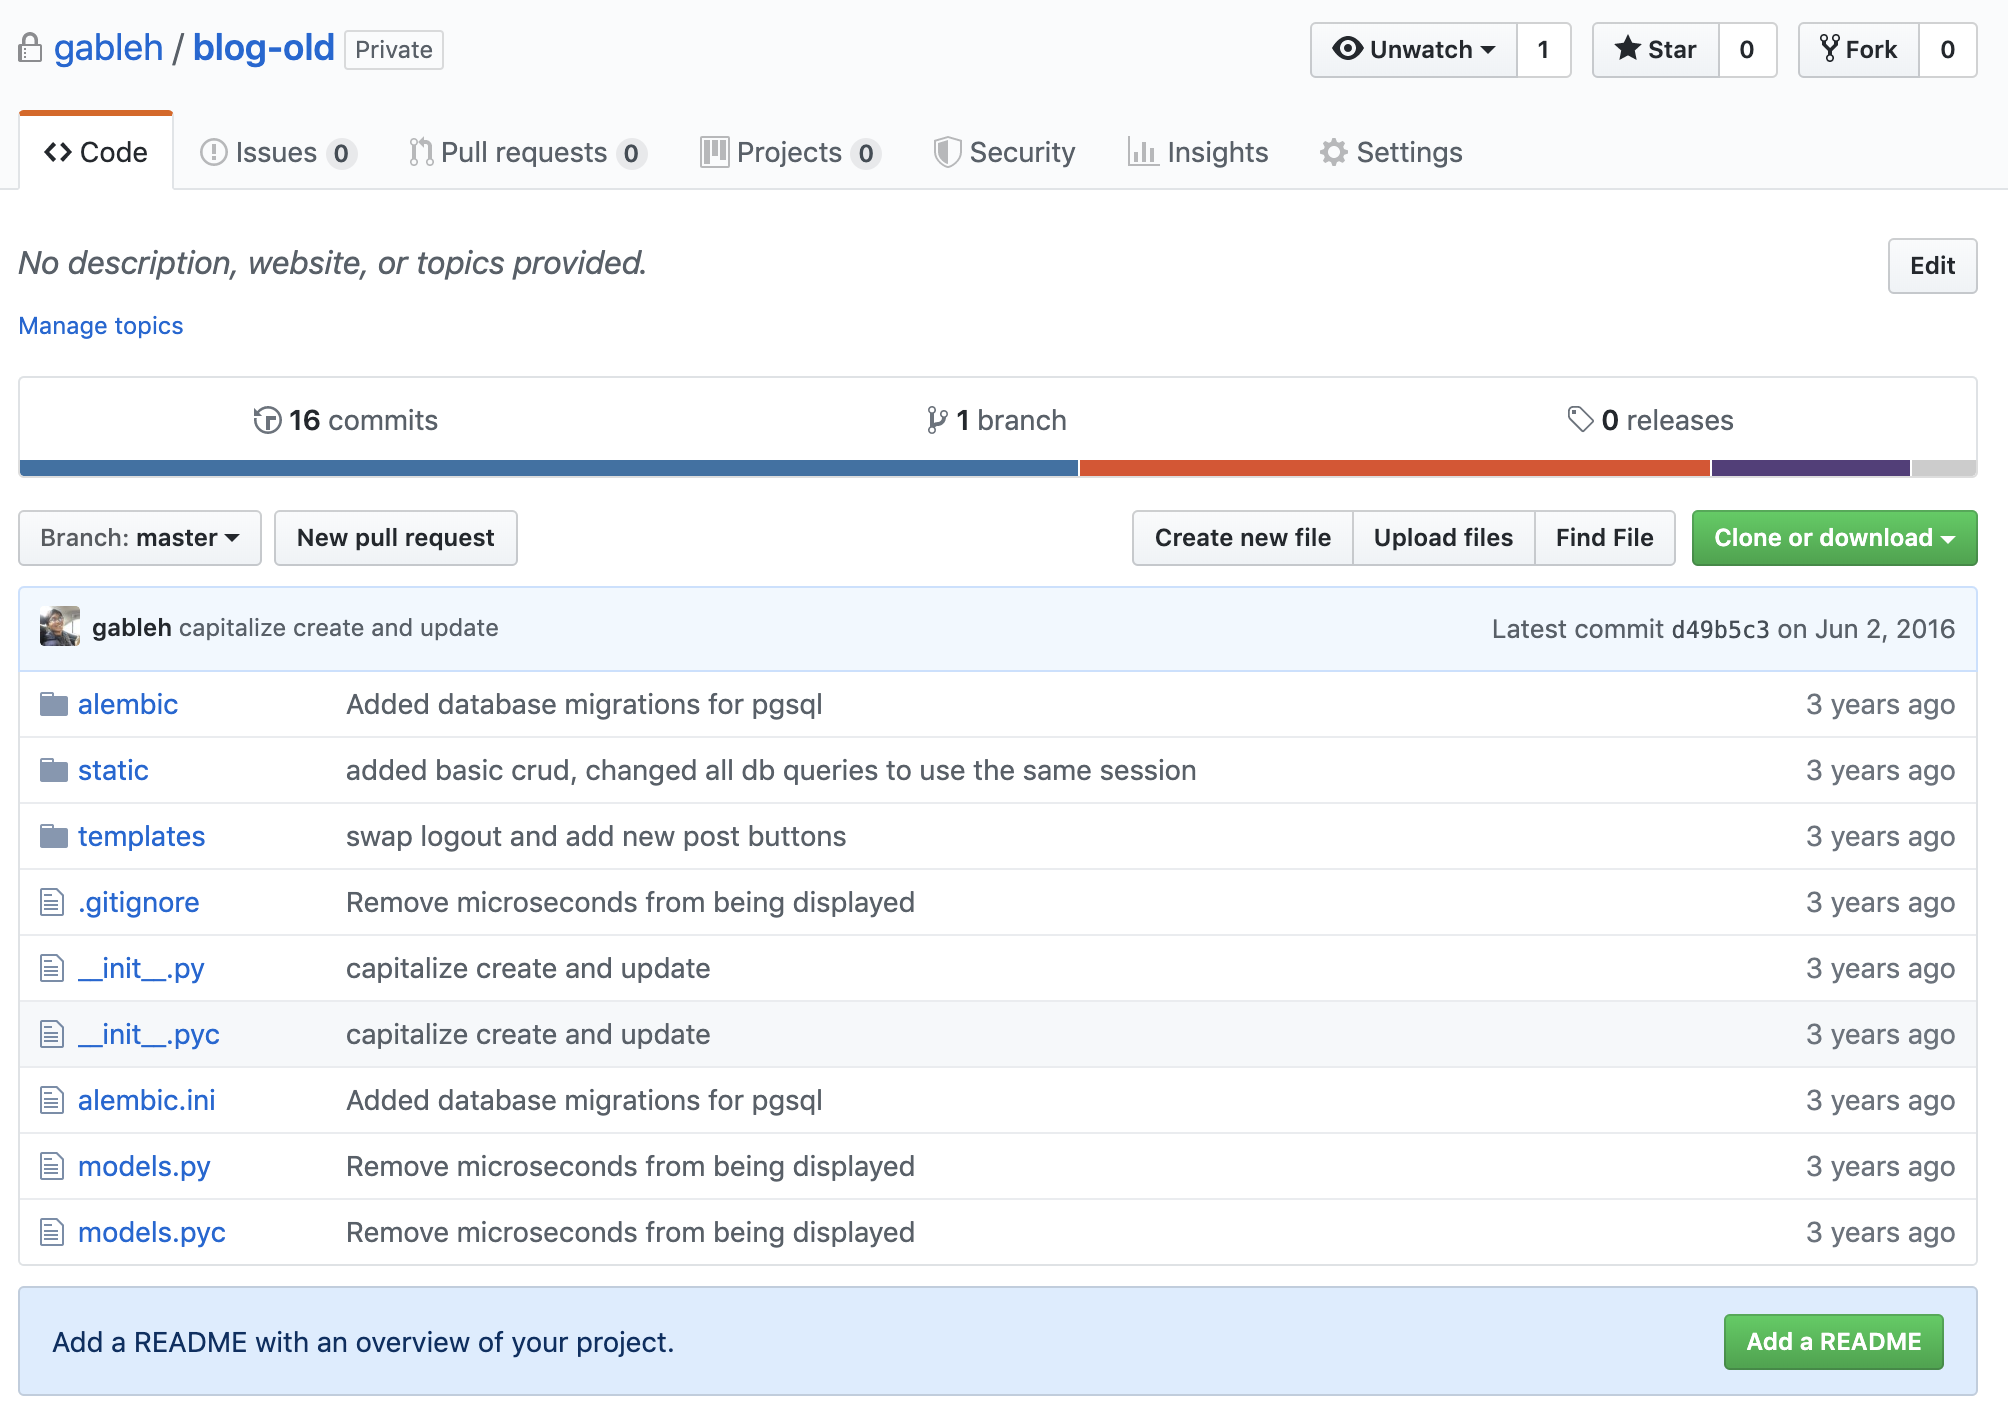 gableh / blog-old Private Unwatch 1 Star 0 Fork 0
Code Issues 0 Pull requests 0 Projects 0 Security Insights Settings
No description, website, or topics provided. Edit
Manage topics
16 commits 1 branch 0 releases
Branch: master New pull request Create new file Upload files Find File Clone or download
gableh capitalize create and update Latest commit d49b5c3 on Jun 2, 2016
alembic Added database migrations for pgsql 3 years ago
static added basic crud, changed all db queries to use the same session 3 years ago
templates swap logout and add new post buttons 3 years ago
.gitignore Remove microseconds from being displayed 3 years ago
__init__.py capitalize create and update 3 years ago
__init__.pyc capitalize create and update 3 years ago
alembic.ini Added database migrations for pgsql 3 years ago
models.py Remove microseconds from being displayed 3 years ago
models.pyc Remove microseconds from being displayed 3 years ago
Add a README with an overview of your project. Add a README